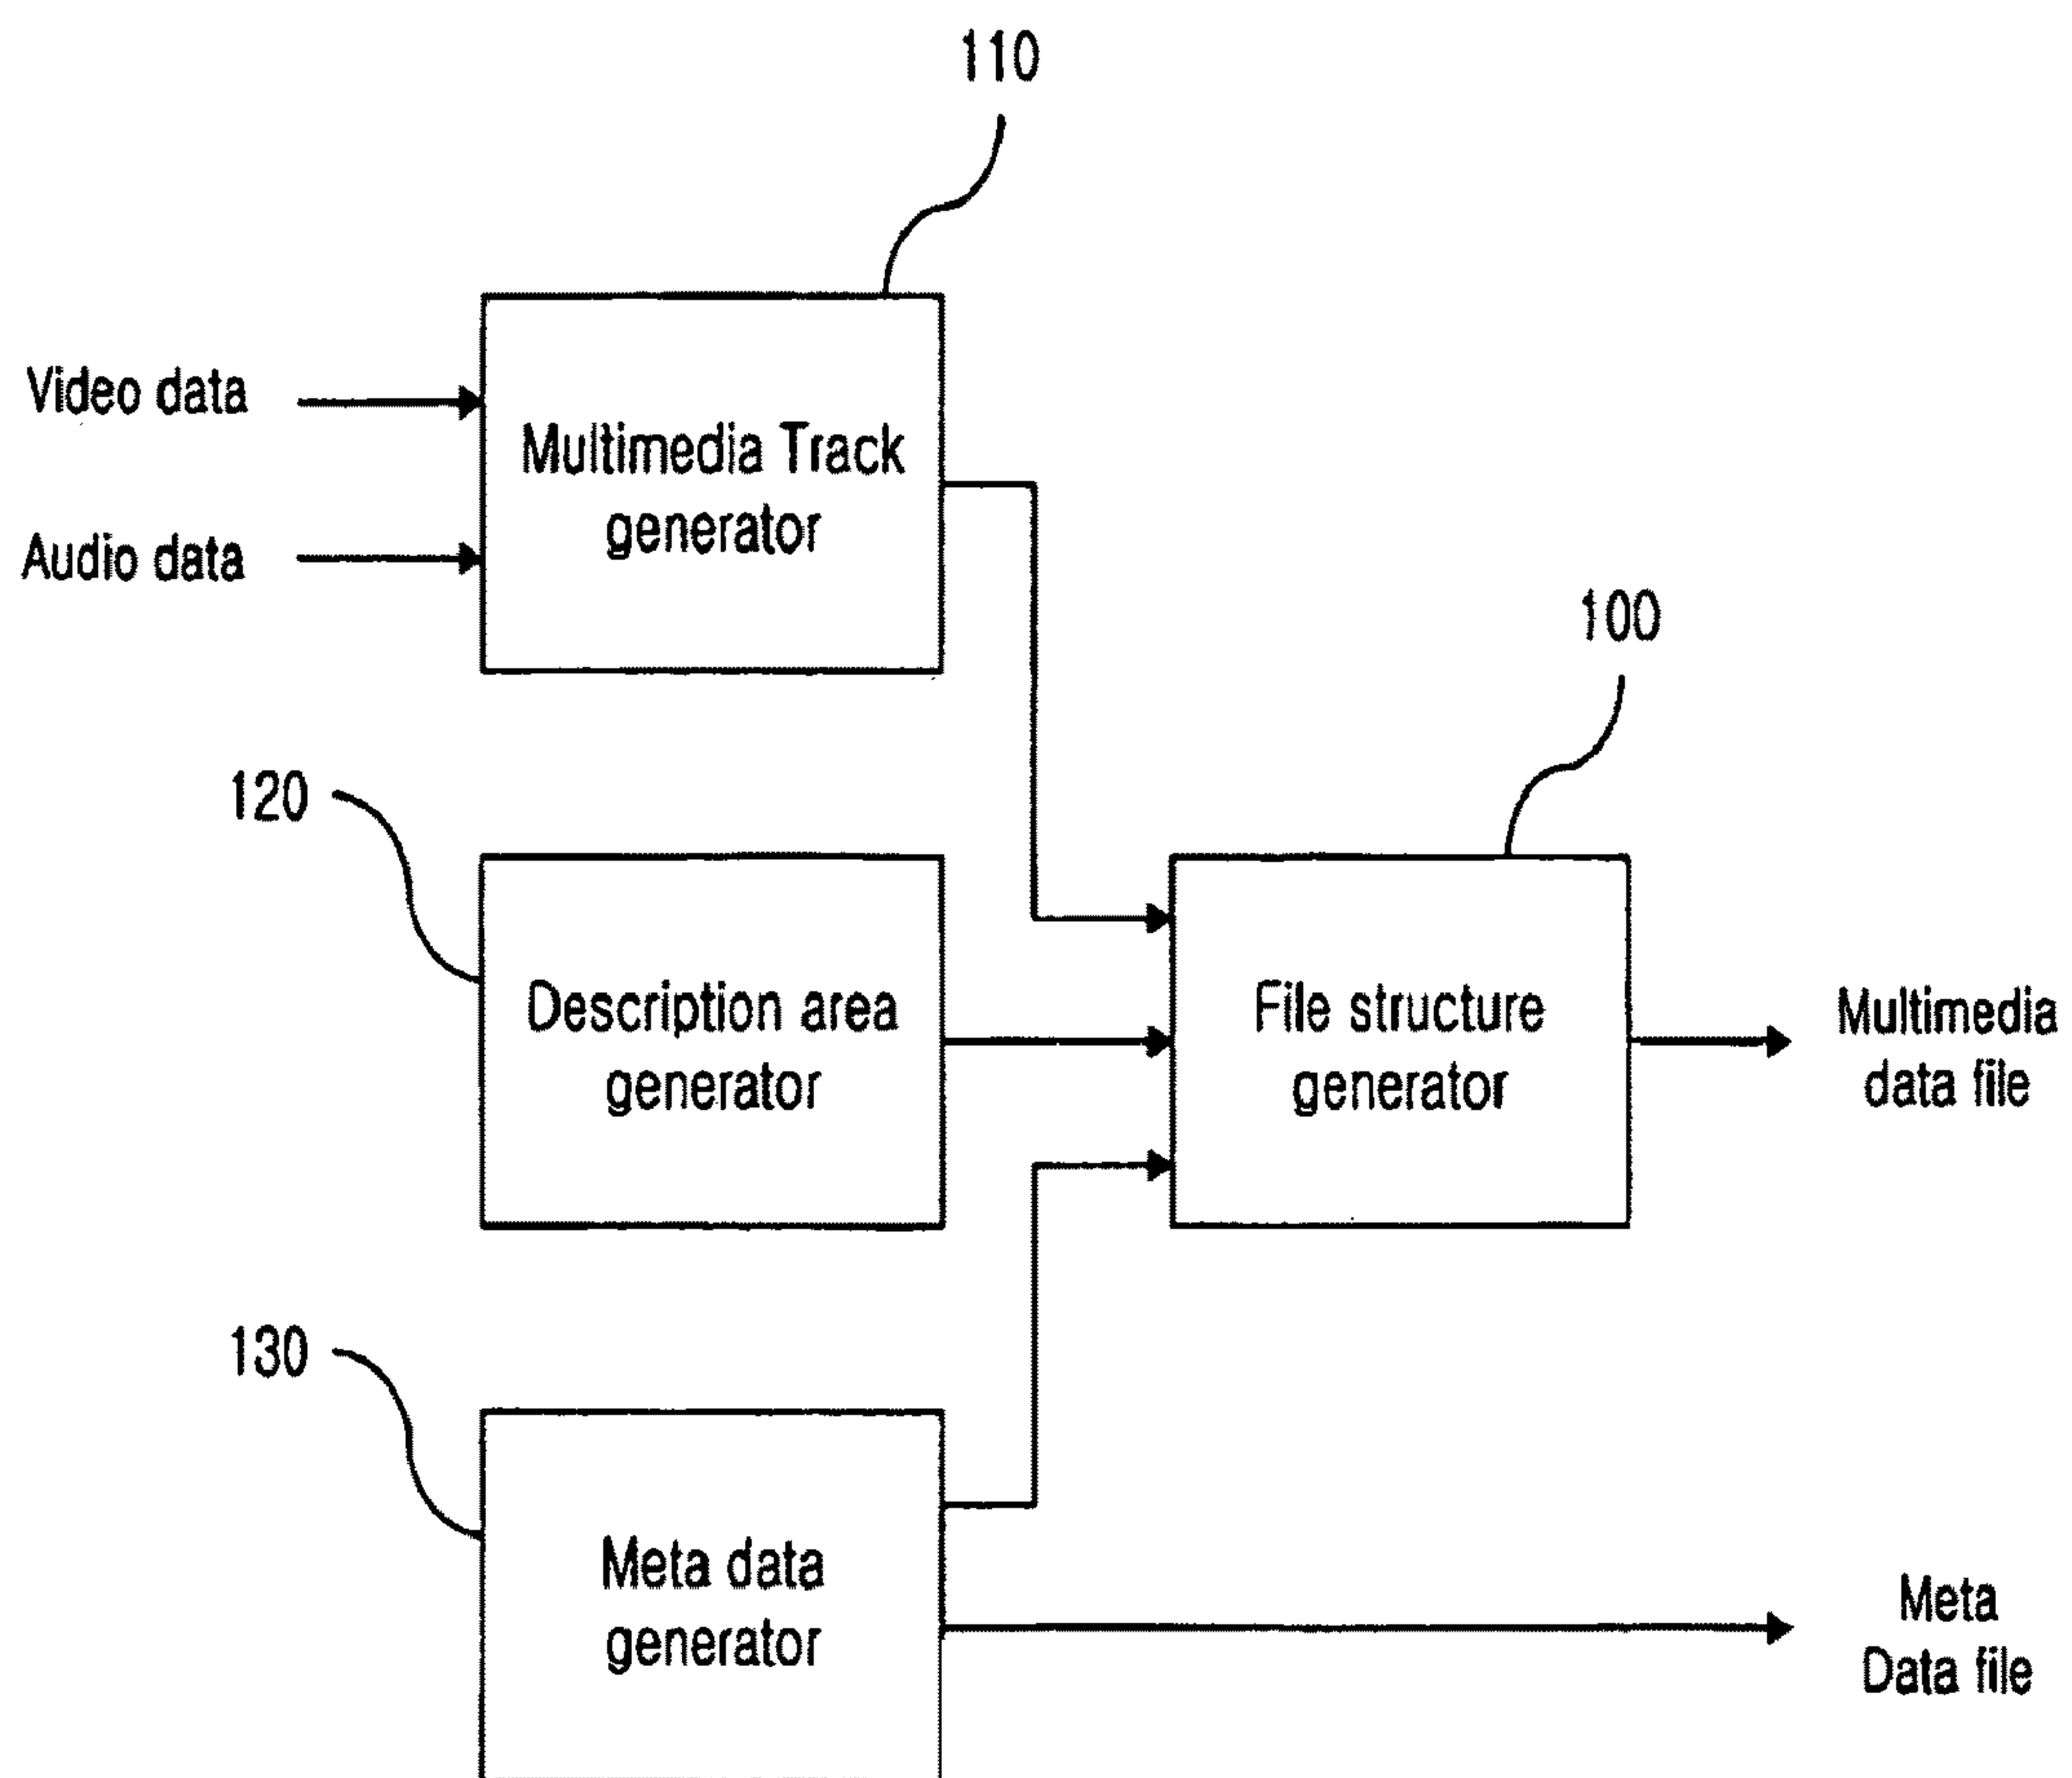 110
Video data
Multimedia Track
generator
Audio data
100
120
Description area
generator
File structure
generator
Multimedia
data file
130
Meta data
generator
Meta
Data file